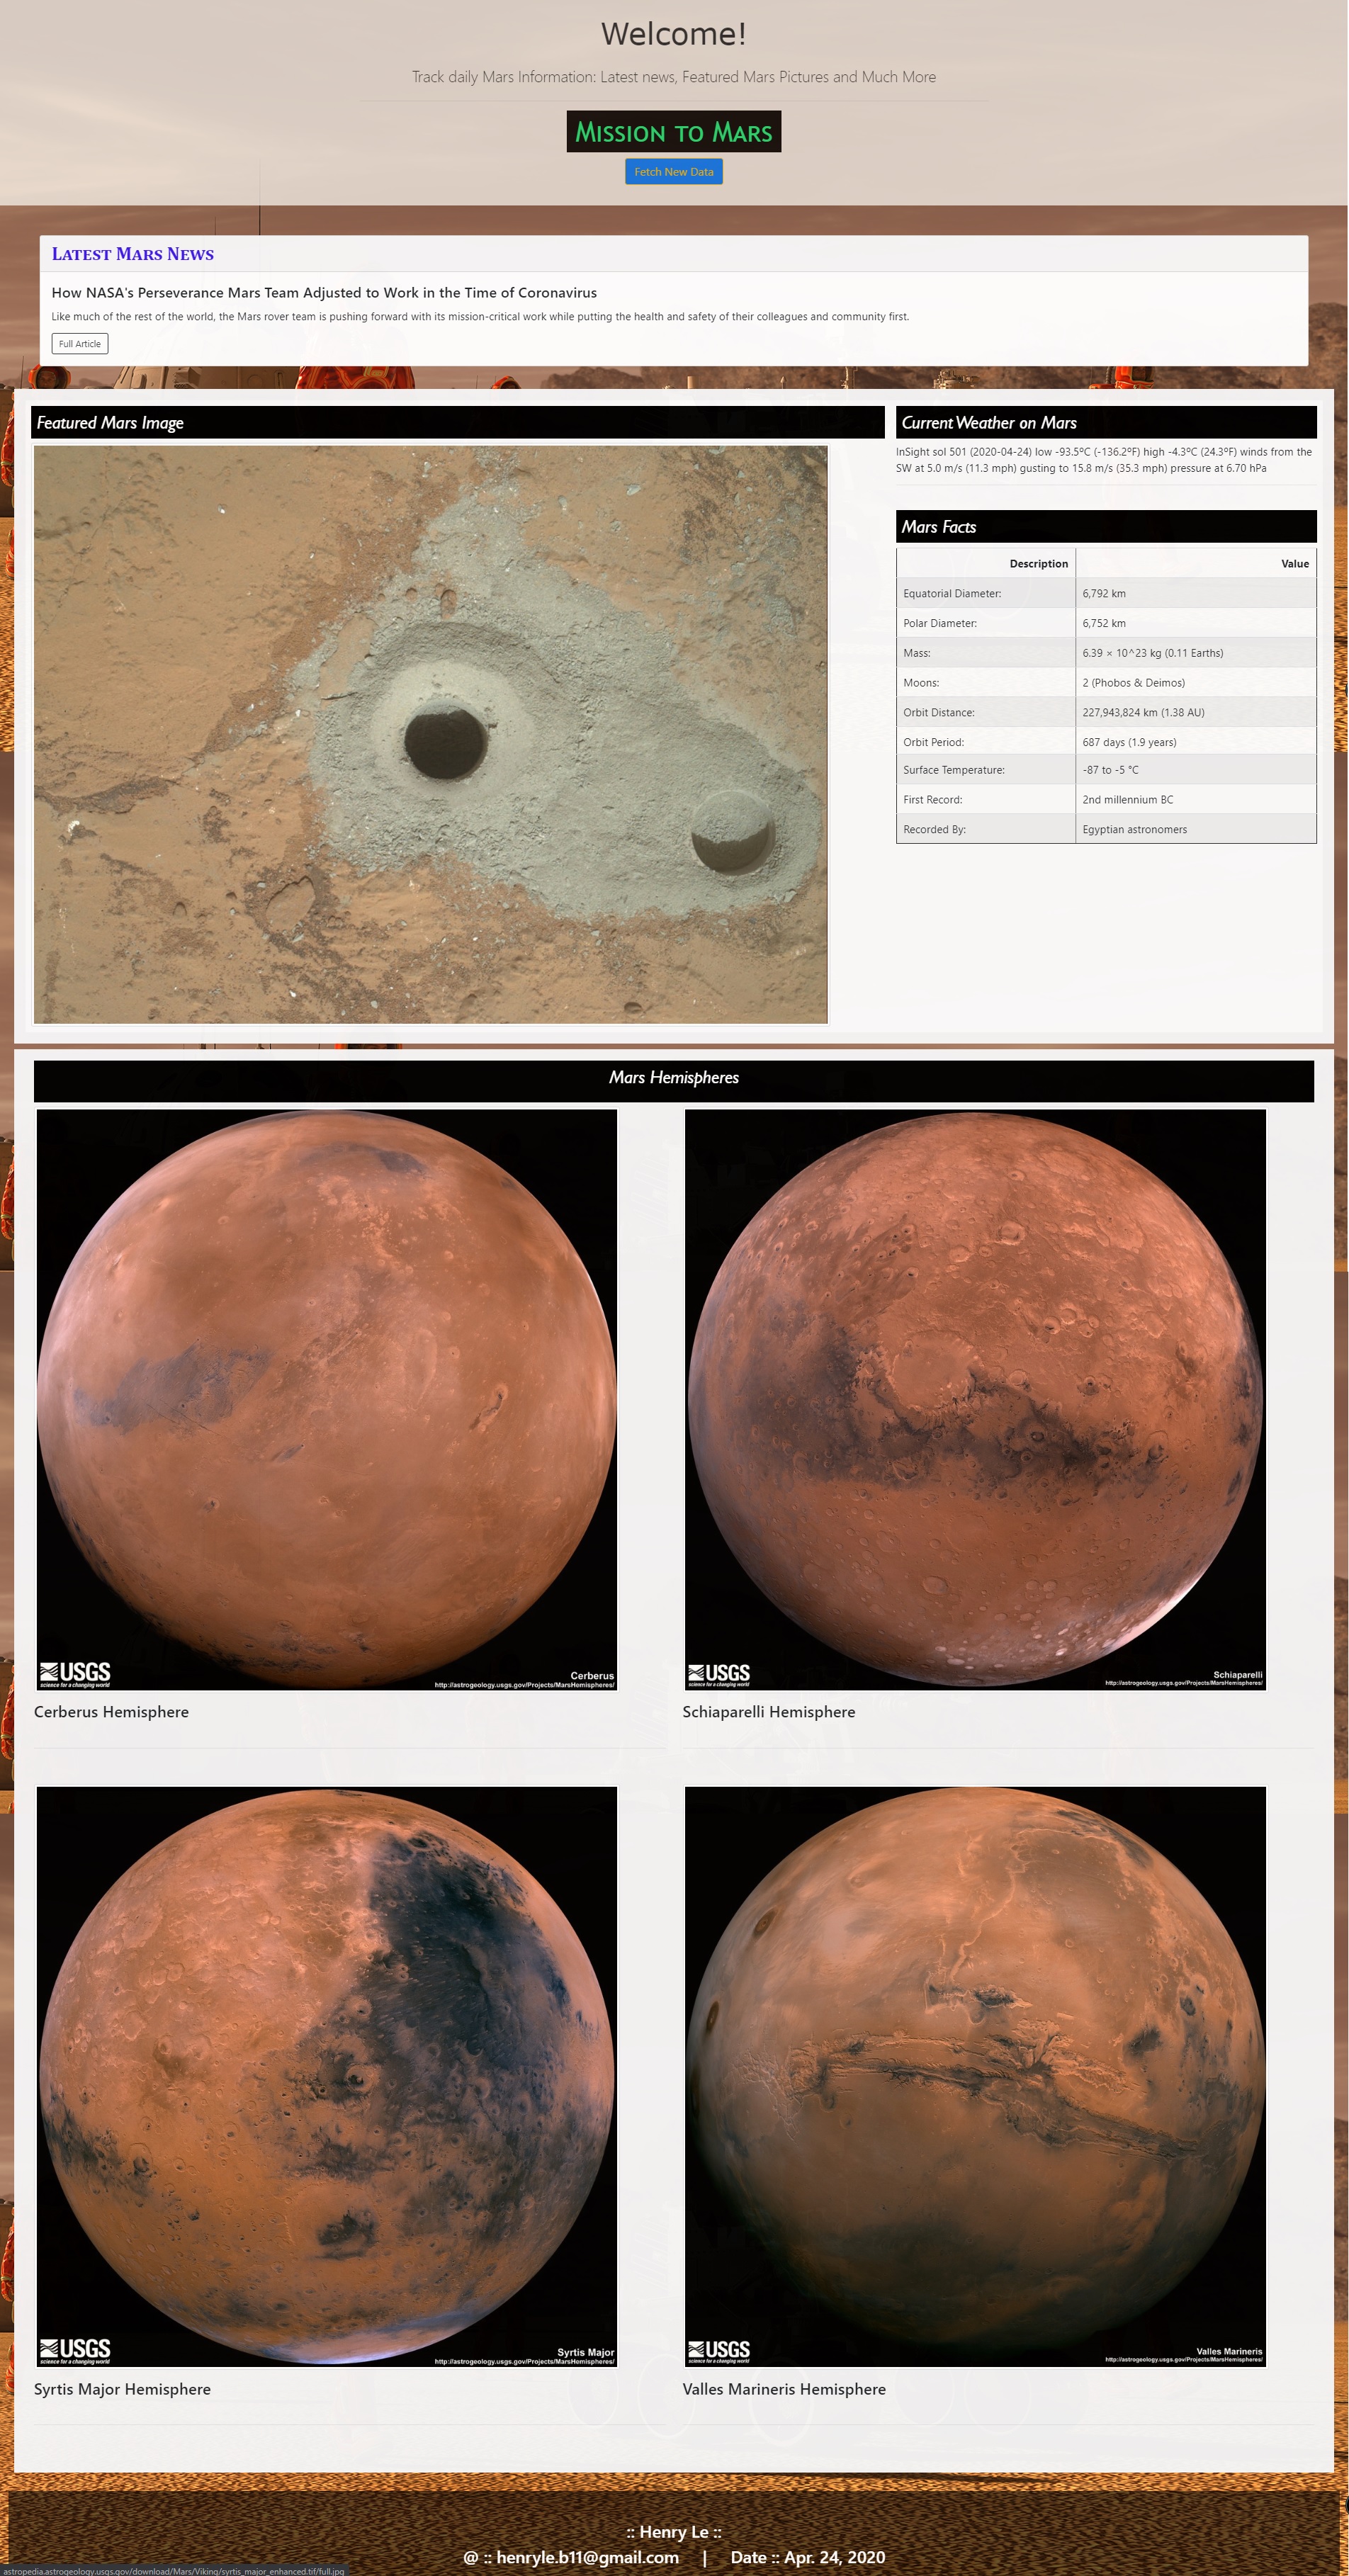 Welcome!
Track daily Mars Information: Latest news, Featured Mars Pictures and Much More
Mission to Mars
Fetch New Data
Latest Mars News
How NASA's Perseverance Mars Team Adjusted to Work in the Time of Coronavirus
Like much of the rest of the world, the Mars rover team is pushing forward with its mission-critical work while putting the health and safety of their colleagues and community first.
Full Article
Featured Mars Image
Current Weather on Mars
InSight sol 501 (2020-04-24) low -93.5ºC (-136.2ºF) high -4.3ºC (24.3ºF) winds from the
SW at 5.0 m/s (11.3 mph) gusting to 15.8 m/s (35.3 mph) pressure at 6.70 hPa
Mars Facts
Description Value
Equatorial Diameter: 6,792 km
Polar Diameter: 6,752 km
Mass: 6.39 × 10^23 kg (0.11 Earths)
Moons: 2 (Phobos & Deimos)
Orbit Distance: 227,943,824 km (1.38 AU)
Orbit Period: 687 days (1.9 years)
Surface Temperature: -87 to -5 °C
First Record: 2nd millennium BC
Recorded By: Egyptian astronomers
Mars Hemispheres
USGS
science for a changing world
Cerberus
http://astrogeology.usgs.gov/Projects/MarsHemispheres/
USGS
science for a changing world
Schiaparelli
http://astrogeology.usgs.gov/Projects/MarsHemispheres/
Cerberus Hemisphere
Schiaparelli Hemisphere
USGS
science for a changing world
Syrtis Major
http://astrogeology.usgs.gov/Projects/MarsHemispheres/
USGS
science for a changing world
Valles Marineris
http://astrogeology.usgs.gov/Projects/MarsHemispheres/
Syrtis Major Hemisphere
Valles Marineris Hemisphere
:: Henry Le ::
@ :: henryle.b11@gmail.com | Date :: Apr. 24, 2020
astropedia.astrogeology.usgs.gov/download/Mars/Viking/syrtis_major_enhanced.tif/full.jpg